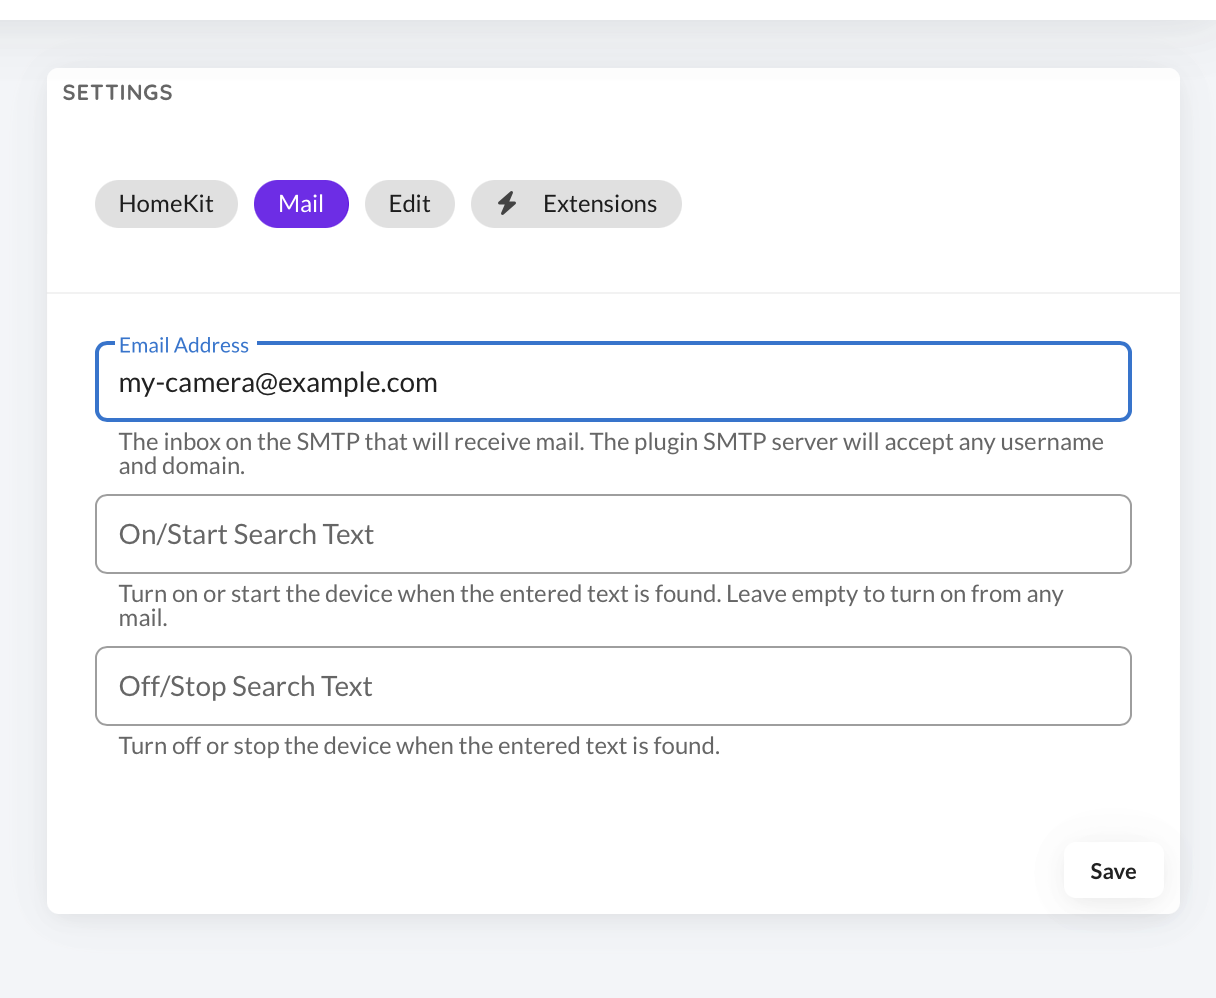 SETTINGS
HomeKit Mail Edit Extensions
Email Address
my-camera@example.com
The inbox on the SMTP that will receive mail. The plugin SMTP server will accept any username
and domain.
On/Start Search Text
Turn on or start the device when the entered text is found. Leave empty to turn on from any
mail.
Off/Stop Search Text
Turn off or stop the device when the entered text is found.
Save